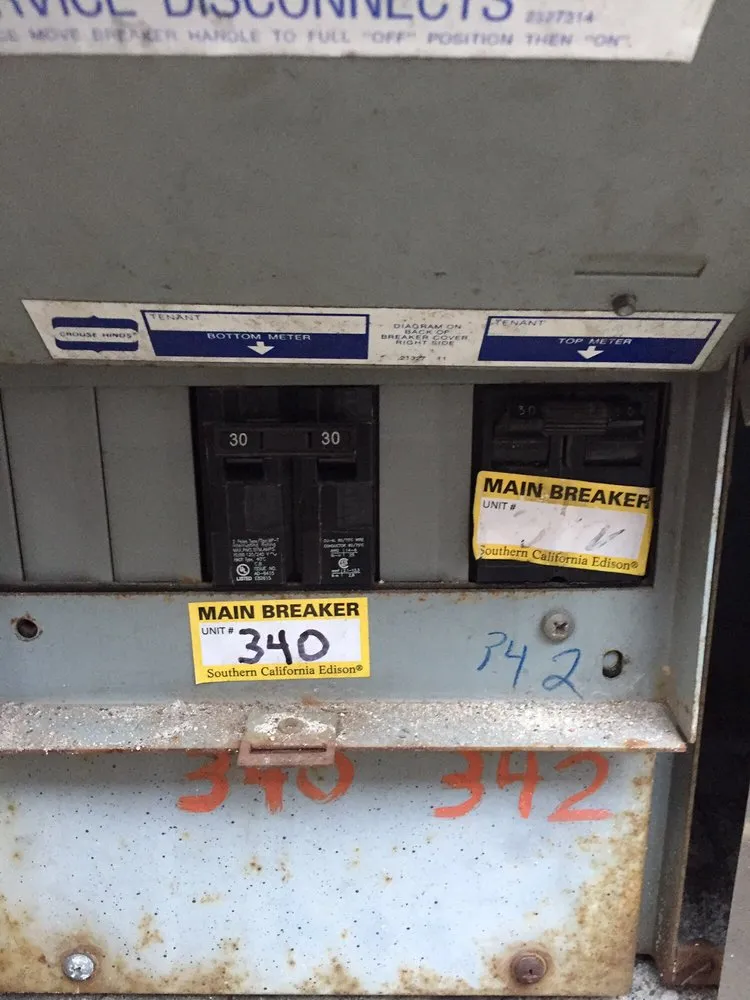 RVICE DISCONNECTS 2327314
MOVE BREAKER HANDLE TO FULL "OFF" POSITION THEN "ON"
CROUSE-HINDS®
TENANT
BOTTOM METER
DIAGRAM ON
BACK OF
BREAKER COVER
RIGHT SIDE
TENANT
TOP METER
30 30
MAIN BREAKER
UNIT #
Southern California Edison®
LISTED
MAIN BREAKER
UNIT # 340
Southern California Edison®
342
340 342